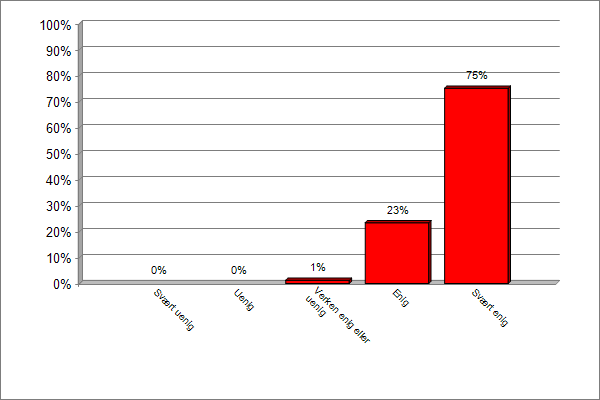 100%
90%
80%
70%
60%
50%
40%
30%
20%
10%
0%
0%
0%
1%
23%
75%
Svært uenig
Uenig
Verken enig eller
uenig
Enig
Svært enig